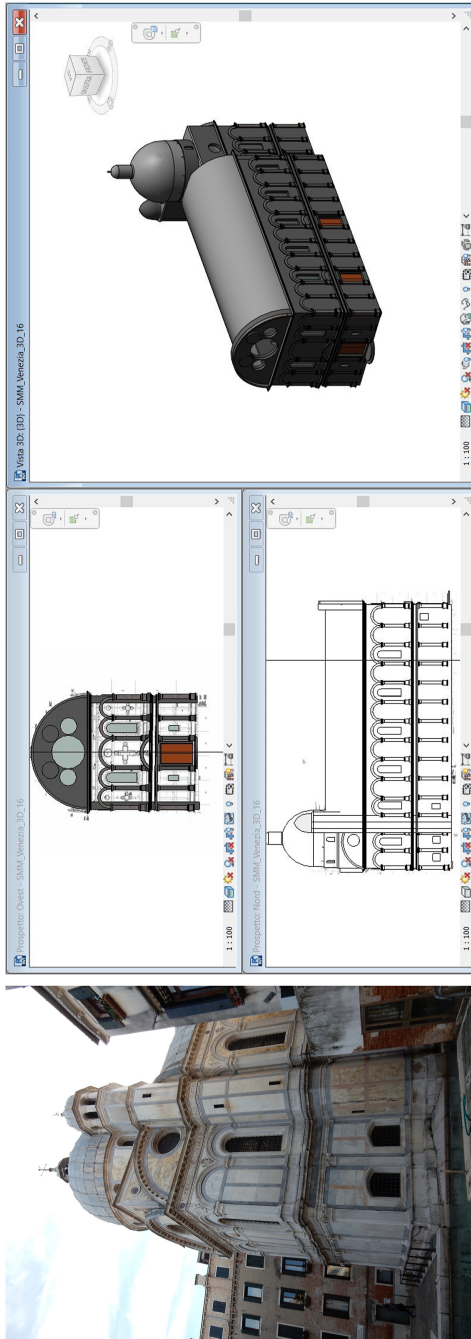 Prospetto: Ovest - SMM_Venezia_3D_16
1 : 100
Prospetto: Nord - SMM_Venezia_3D_16
1 : 100
Vista 3D: {3D} - SMM_Venezia_3D_16
1 : 100